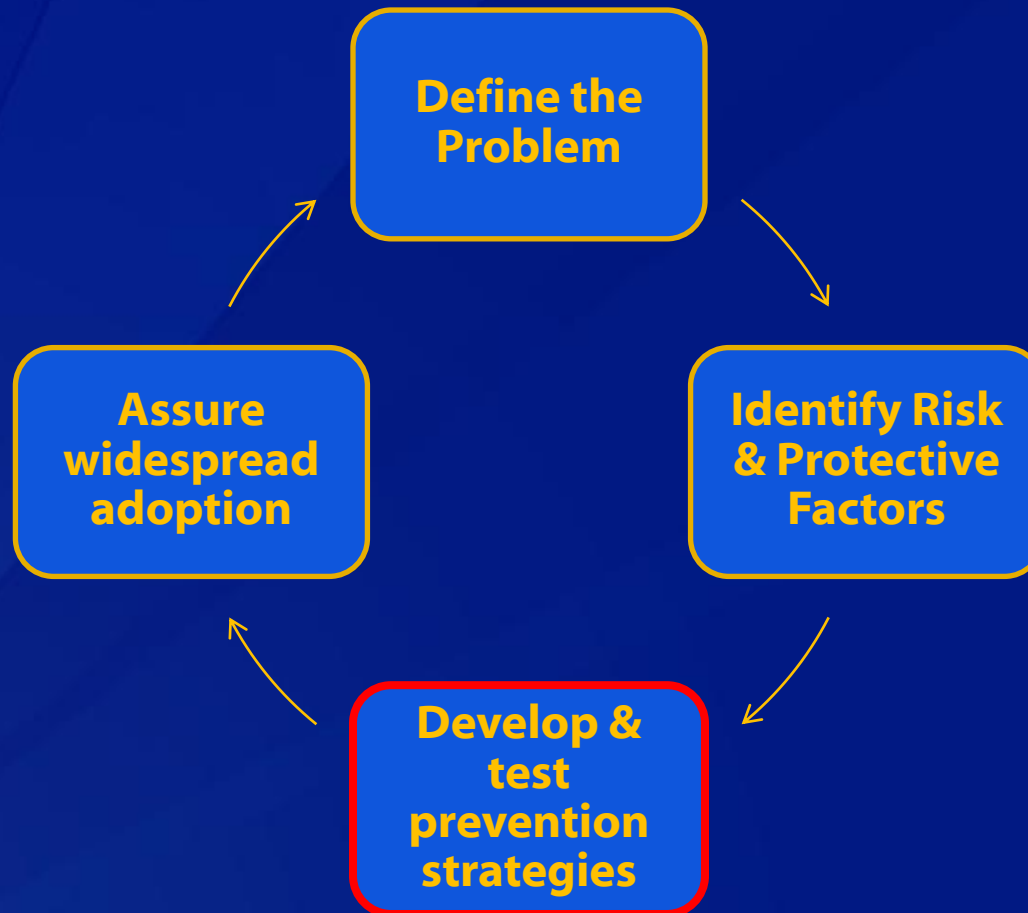 Define the
Problem
Identify Risk
& Protective
Factors
Develop &
test
prevention
strategies
Assure
widespread
adoption